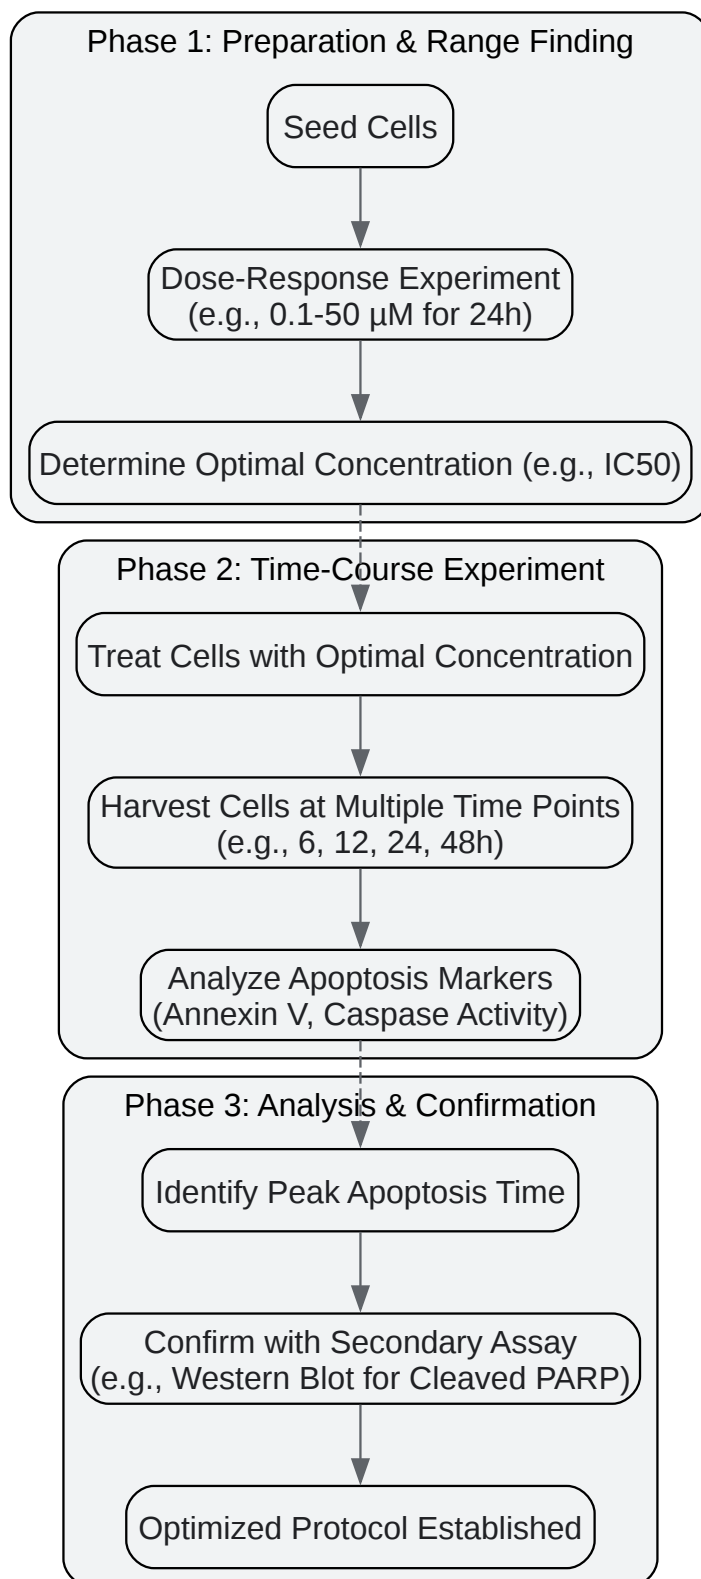 Phase 1: Preparation & Range Finding
Seed Cells
Dose-Response Experiment
(e.g., 0.1-50 µM for 24h)
Determine Optimal Concentration (e.g., IC50)
Phase 2: Time-Course Experiment
Treat Cells with Optimal Concentration
Harvest Cells at Multiple Time Points
(e.g., 6, 12, 24, 48h)
Analyze Apoptosis Markers
(Annexin V, Caspase Activity)
Phase 3: Analysis & Confirmation
Identify Peak Apoptosis Time
Confirm with Secondary Assay
(e.g., Western Blot for Cleaved PARP)
Optimized Protocol Established